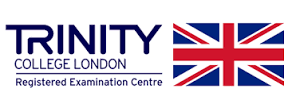 TRINITY
COLLEGE LONDON
Registered Examination Centre